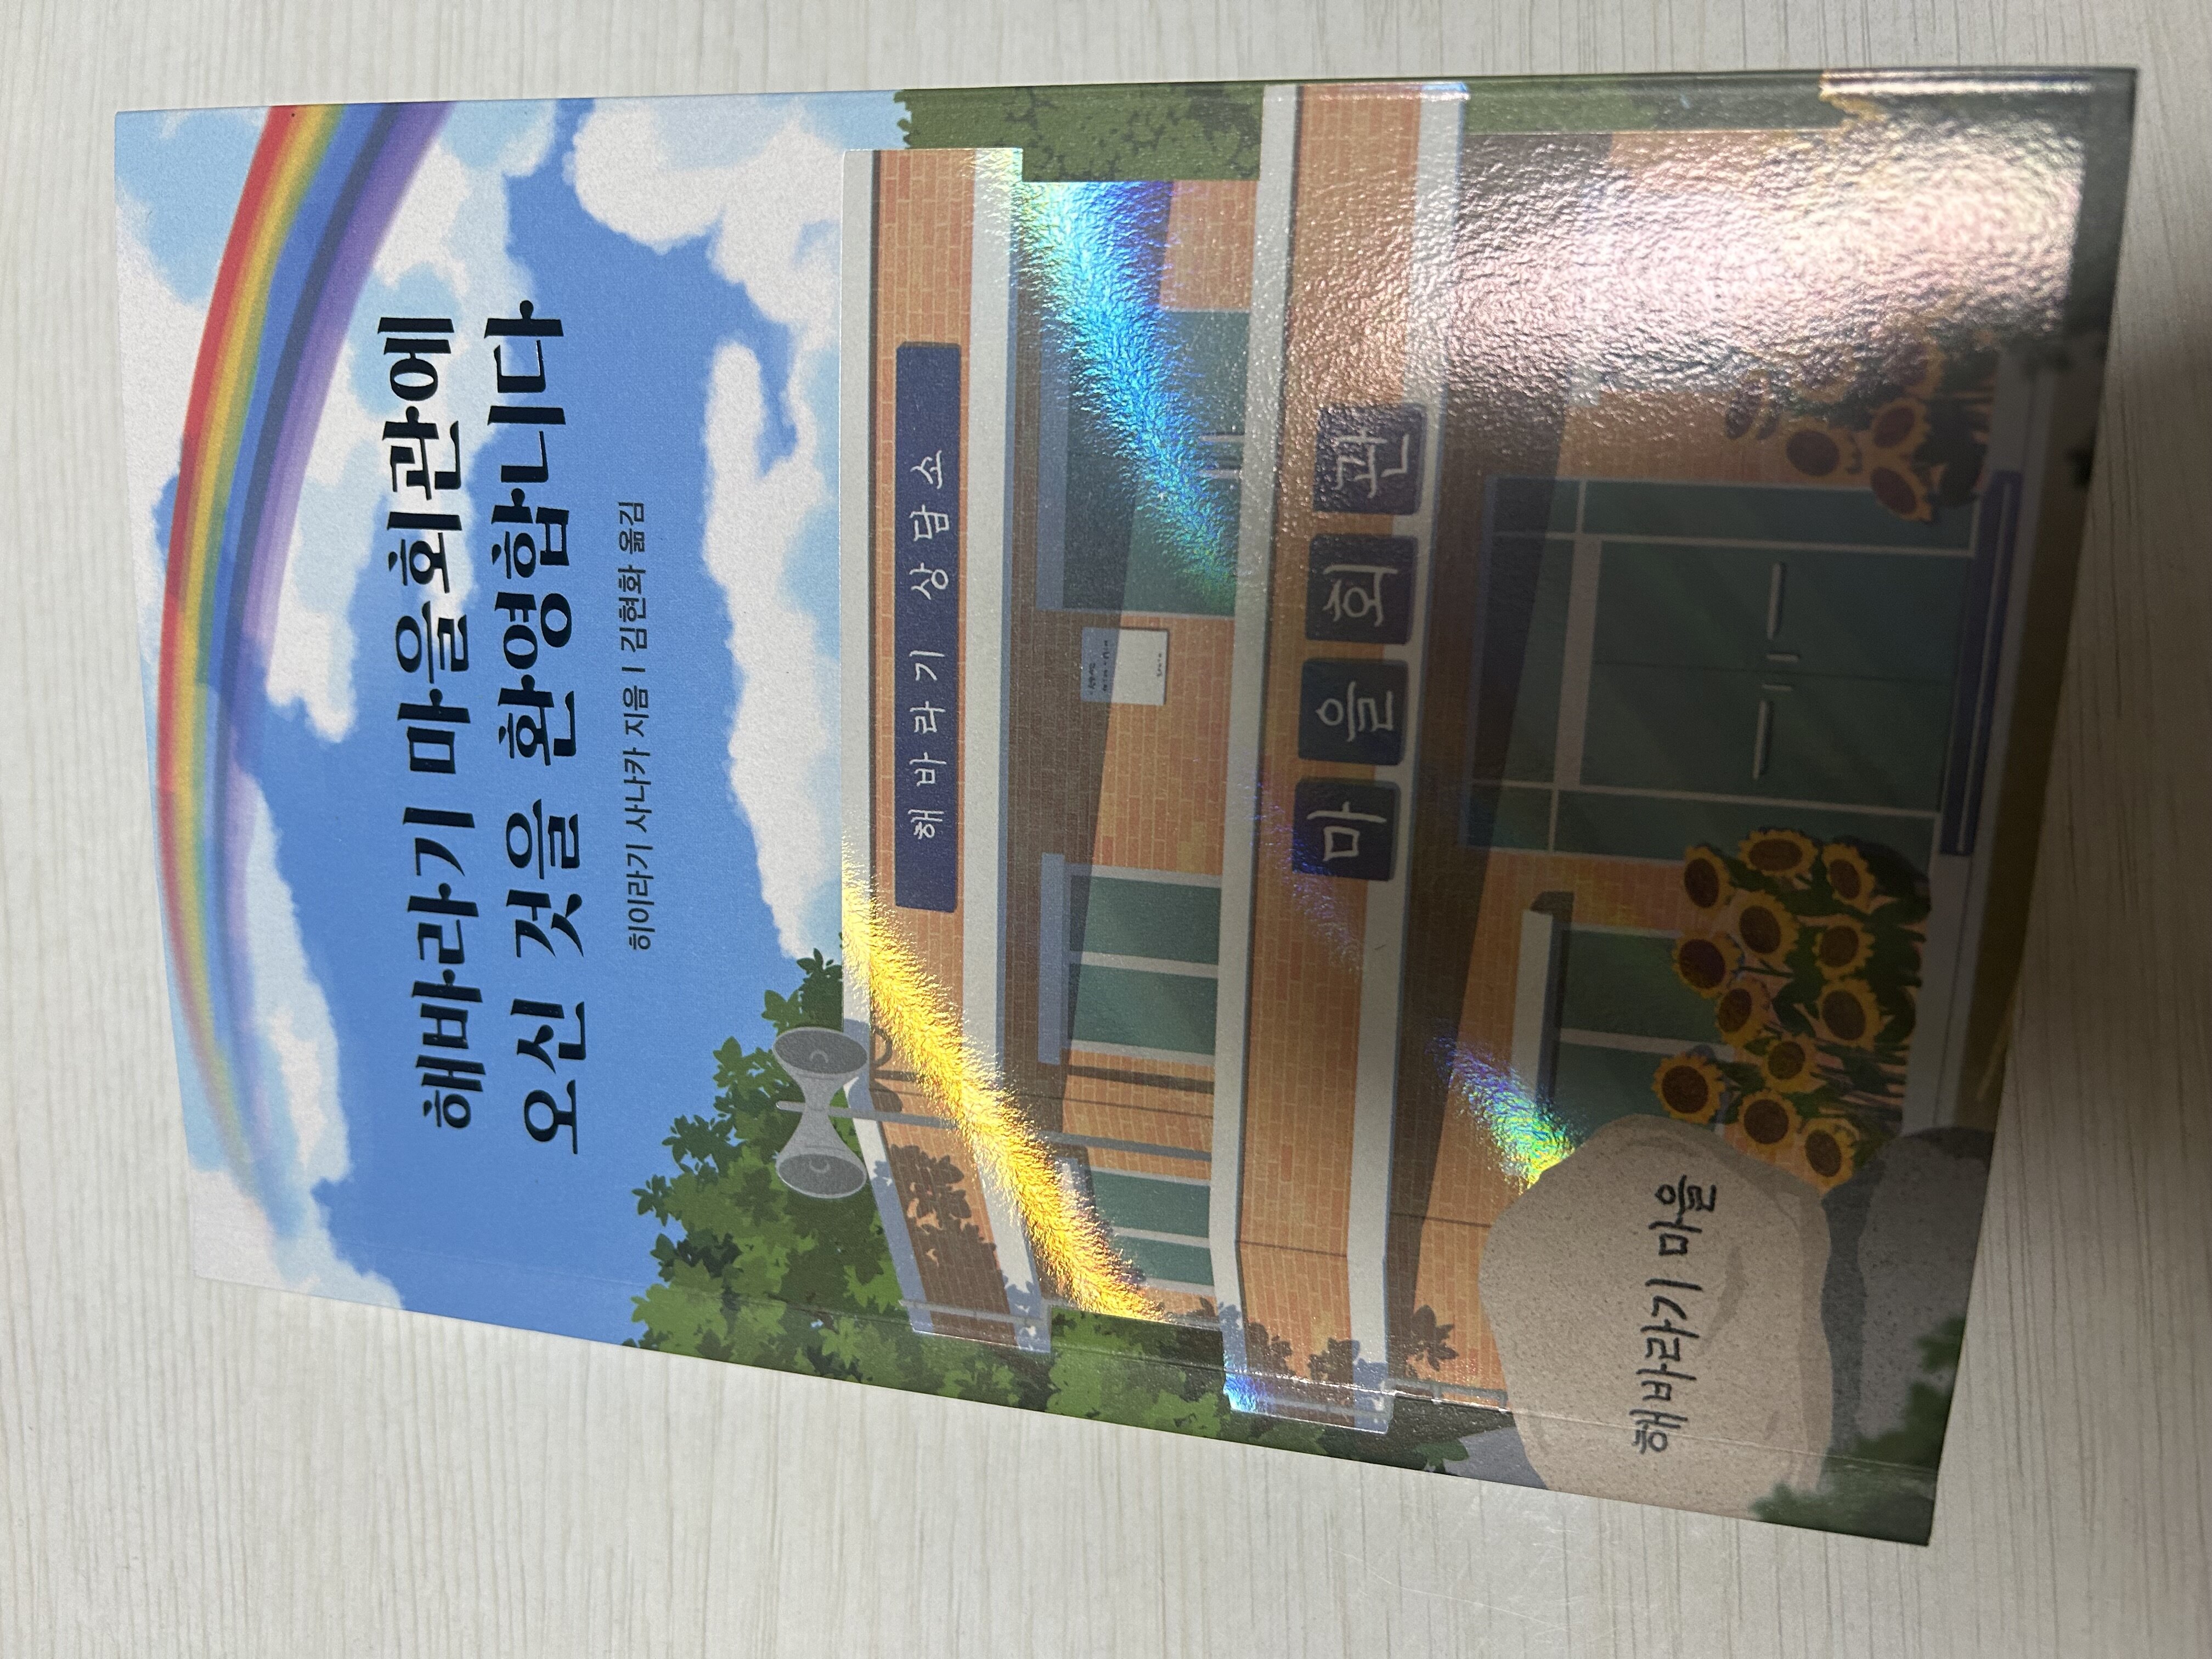 해바라기 마을회관에
오신 것을 환영합니다
히이라기 사나카 지음 | 김현화 옮김
해바라기 상담소
마을회관
해바라기 마을